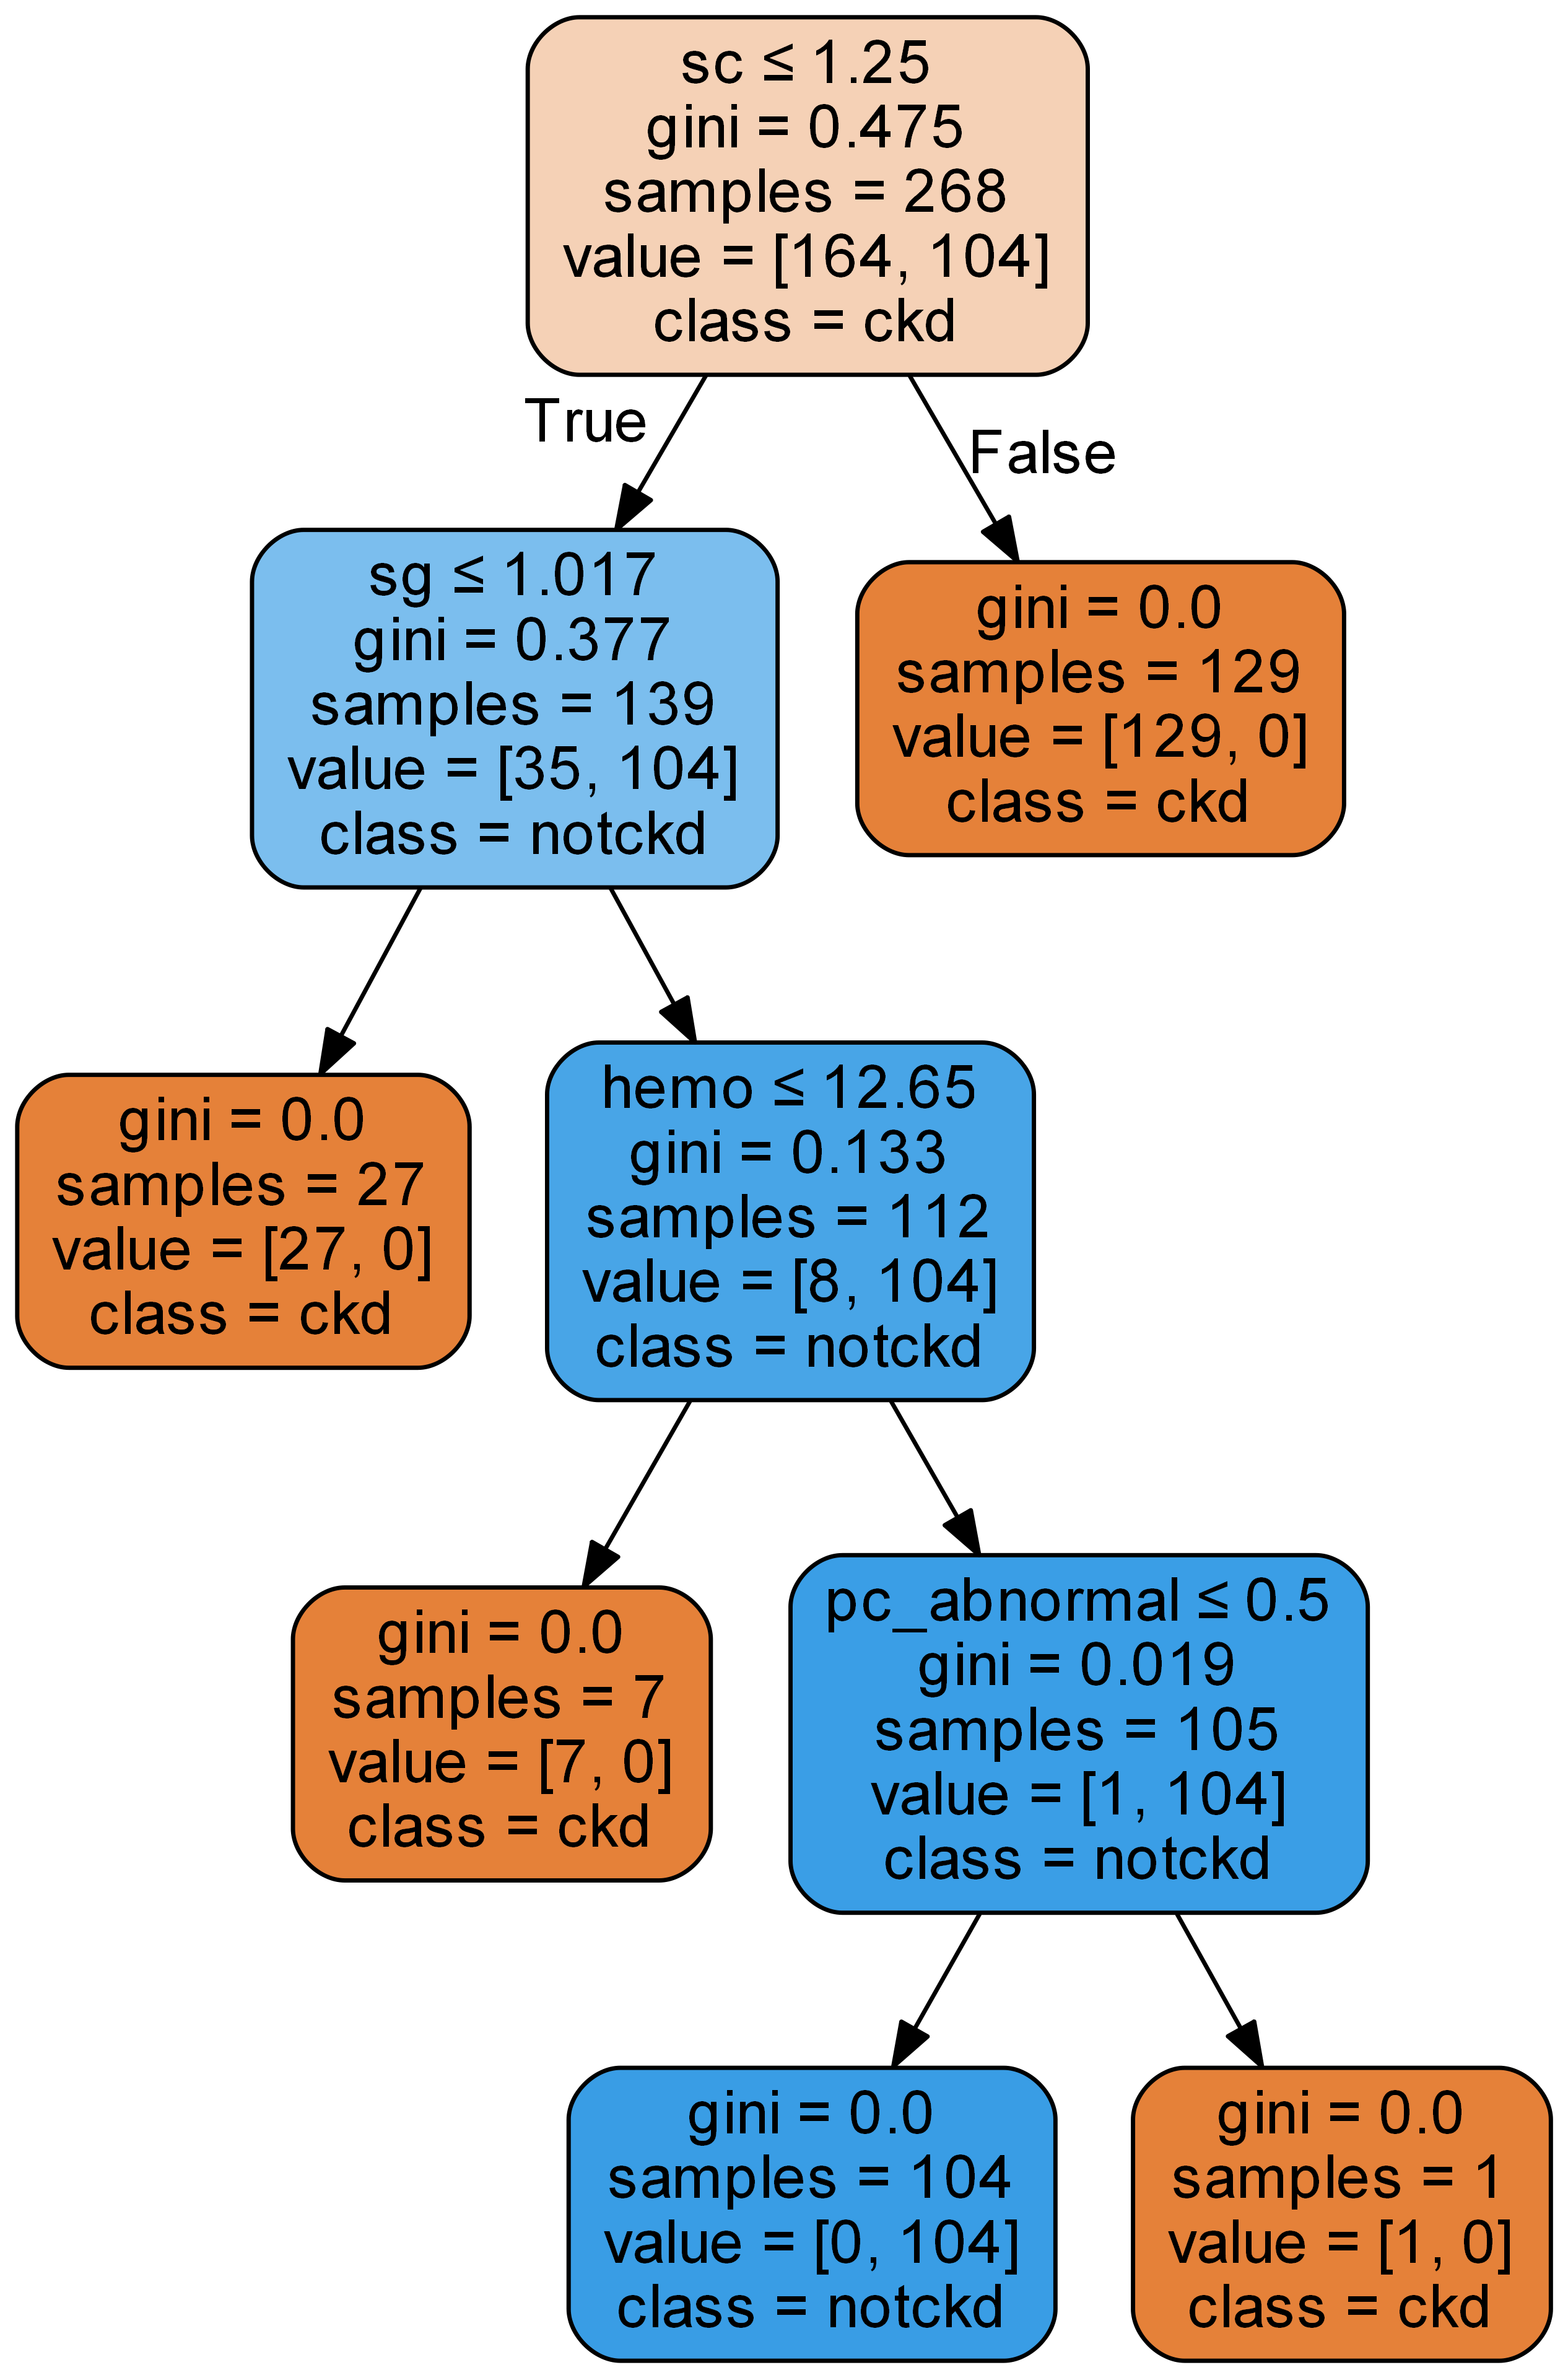 sc ≤ 1.25
gini = 0.475
samples = 268
value = [164, 104]
class = ckd
True
False
sg ≤ 1.017
gini = 0.377
samples = 139
value = [35, 104]
class = notckd
gini = 0.0
samples = 129
value = [129, 0]
class = ckd
gini = 0.0
samples = 27
value = [27, 0]
class = ckd
hemo ≤ 12.65
gini = 0.133
samples = 112
value = [8, 104]
class = notckd
gini = 0.0
samples = 7
value = [7, 0]
class = ckd
pc_abnormal ≤ 0.5
gini = 0.019
samples = 105
value = [1, 104]
class = notckd
gini = 0.0
samples = 104
value = [0, 104]
class = notckd
gini = 0.0
samples = 1
value = [1, 0]
class = ckd